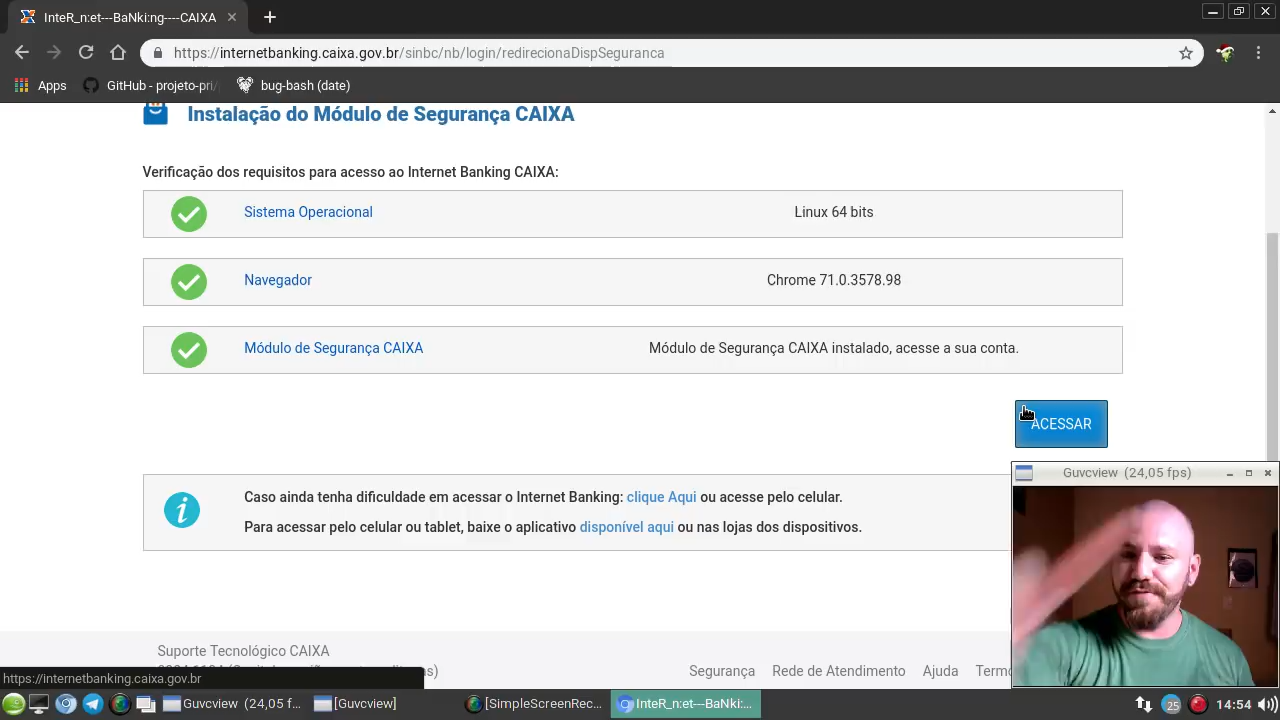 InteR_n:et---BaNki:ng----CAIXA
https://internetbanking.caixa.gov.br/sinbc/nb/login/redirecionaDispSeguranca
Apps
GitHub - projeto-pri/
bug-bash (date)
Instalação do Módulo de Segurança CAIXA
Verificação dos requisitos para acesso ao Internet Banking CAIXA:
Sistema Operacional Linux 64 bits
Navegador Chrome 71.0.3578.98
Módulo de Segurança CAIXA Módulo de Segurança CAIXA instalado, acesse a sua conta.
ACESSAR
Guvcview (24,05 fps)
Caso ainda tenha dificuldade em acessar o Internet Banking: clique Aqui ou acesse pelo celular.
Para acessar pelo celular ou tablet, baixe o aplicativo disponível aqui ou nas lojas dos dispositivos.
Suporte Tecnológico CAIXA
Segurança Rede de Atendimento Ajuda Termo
https://internetbanking.caixa.gov.br
Guvcview (24,05 f...
[Guvcview]
[SimpleScreenRec...
InteR_n:et---BaNki:...
25
14:54